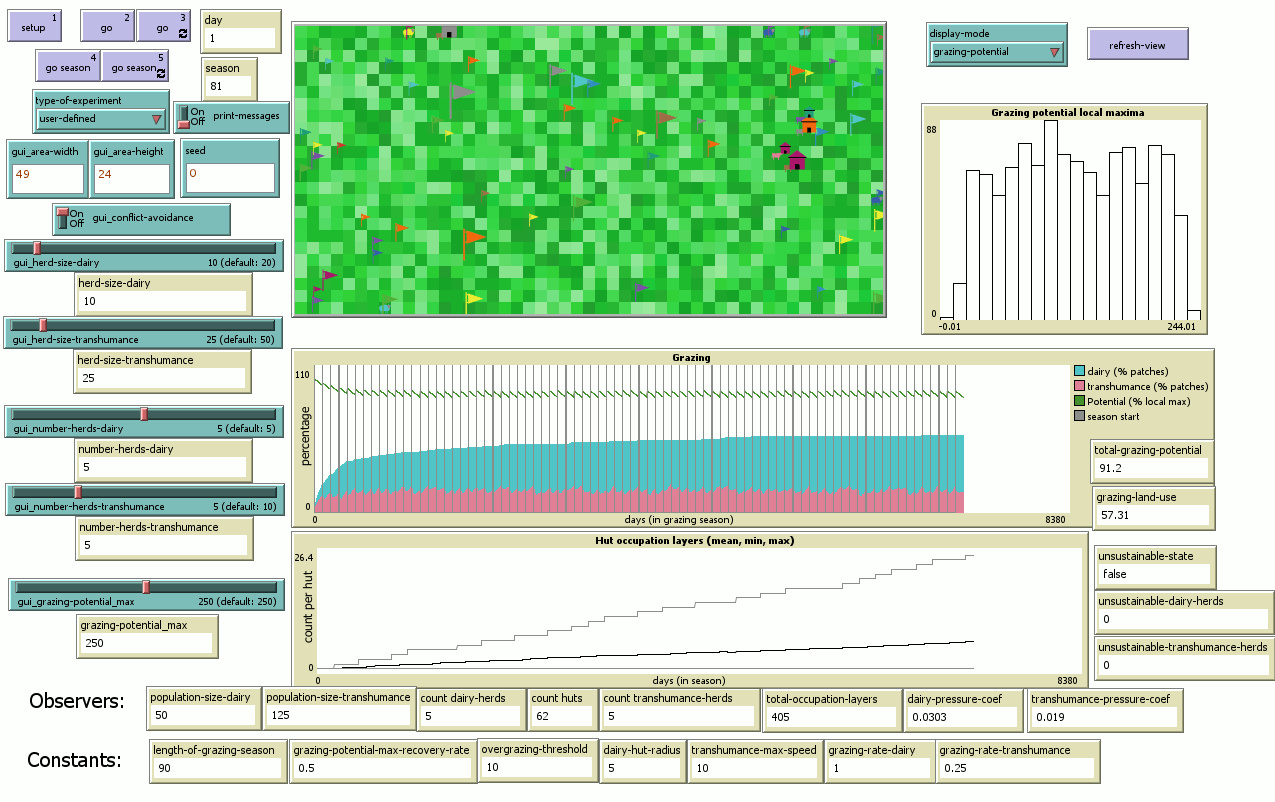 setup 1
go 2
go 3
day
1
go season 4
go season 5
season
81
type-of-experiment
user-defined
On
Off
print-messages
gui_area-width
49
gui_area-height
24
seed
0
On
Off
gui_conflict-avoidance
gui_herd-size-dairy 10 (default: 20)
herd-size-dairy
10
gui_herd-size-transhumance 25 (default: 50)
herd-size-transhumance
25
gui_number-herds-dairy 5 (default: 5)
number-herds-dairy
5
gui_number-herds-transhumance 5 (default: 10)
number-herds-transhumance
5
gui_grazing-potential_max 250 (default: 250)
grazing-potential_max
250
display-mode
grazing-potential
refresh-view
Grazing potential local maxima
88
0
-0.01 244.01
Grazing
110
percentage
0
0 days (in grazing season) 8380
dairy (% patches)
transhumance (% patches)
Potential (% local max)
season start
total-grazing-potential
91.2
grazing-land-use
57.31
Hut occupation layers (mean, min, max)
26.4
count per hut
0
0 days (in season) 8380
unsustainable-state
false
unsustainable-dairy-herds
0
unsustainable-transhumance-herds
0
Observers:
population-size-dairy
50
population-size-transhumance
125
count dairy-herds
5
count huts
62
count transhumance-herds
5
total-occupation-layers
405
dairy-pressure-coef
0.0303
transhumance-pressure-coef
0.019
Constants:
length-of-grazing-season
90
grazing-potential-max-recovery-rate
0.5
overgrazing-threshold
10
dairy-hut-radius
5
transhumance-max-speed
10
grazing-rate-dairy
1
grazing-rate-transhumance
0.25